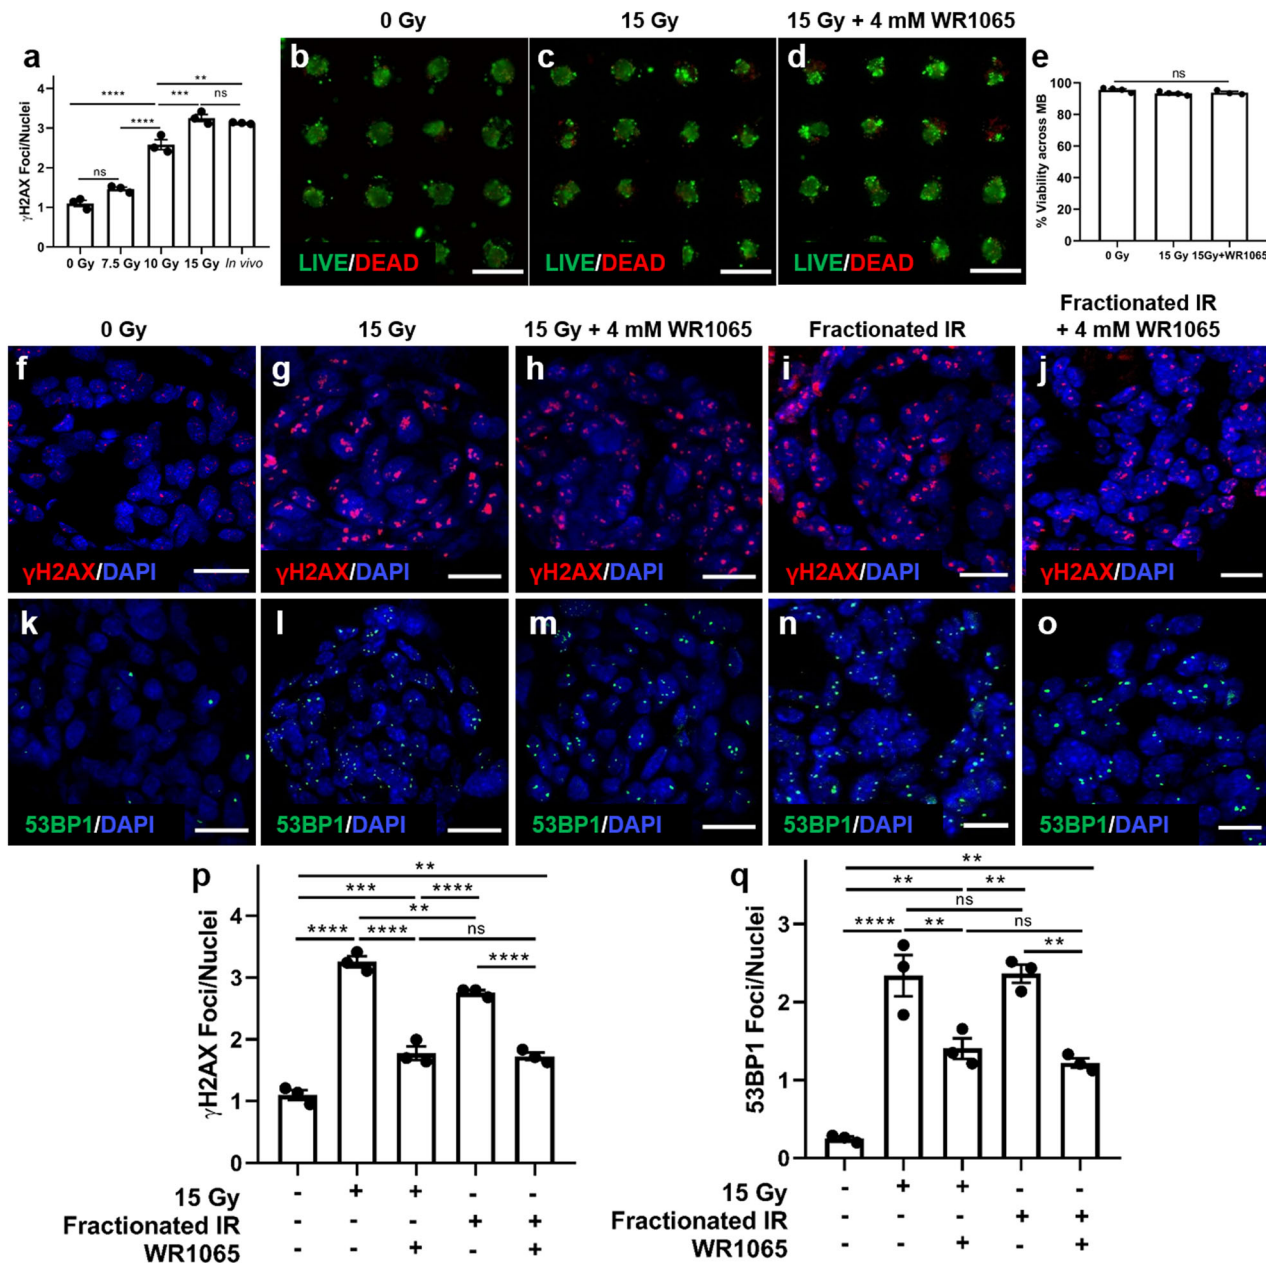 0 Gy
15 Gy
15 Gy + 4 mM WR1065
a
γH2AX Foci/Nuclei
4
3
2
1
0
**
**** *** ns
****
ns
0 Gy 7.5 Gy 10 Gy 15 Gy In vivo
b
LIVE/DEAD
c
LIVE/DEAD
d
LIVE/DEAD
e
% Viability across MB
100
80
60
40
20
0
ns
0 Gy 15 Gy 15Gy+WR1065
0 Gy
15 Gy
15 Gy + 4 mM WR1065
Fractionated IR
Fractionated IR
+ 4 mM WR1065
f
γH2AX/DAPI
g
γH2AX/DAPI
h
γH2AX/DAPI
i
γH2AX/DAPI
j
γH2AX/DAPI
k
53BP1/DAPI
l
53BP1/DAPI
m
53BP1/DAPI
n
53BP1/DAPI
o
53BP1/DAPI
p
γH2AX Foci/Nuclei
4
3
2
1
0
**
*** ****
**
**** **** ns
****
15 Gy - + + - -
Fractionated IR - - - + +
WR1065 - - + - +
q
53BP1 Foci/Nuclei
3
2
1
0
**
** **
ns
**** ** ns
**
15 Gy - + + - -
Fractionated IR - - - + +
WR1065 - - + - +